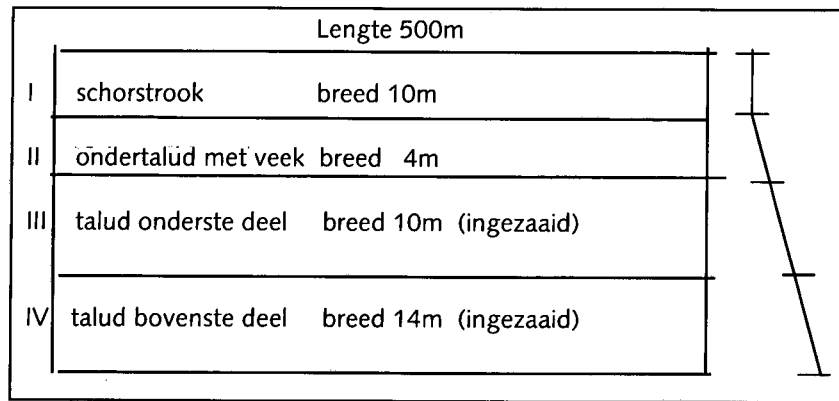 Lengte 500m
I schorstrook breed 10m
II ondertalud met veek breed 4m
III talud onderste deel breed 10m (ingezaaid)
IV talud bovenste deel breed 14m (ingezaaid)